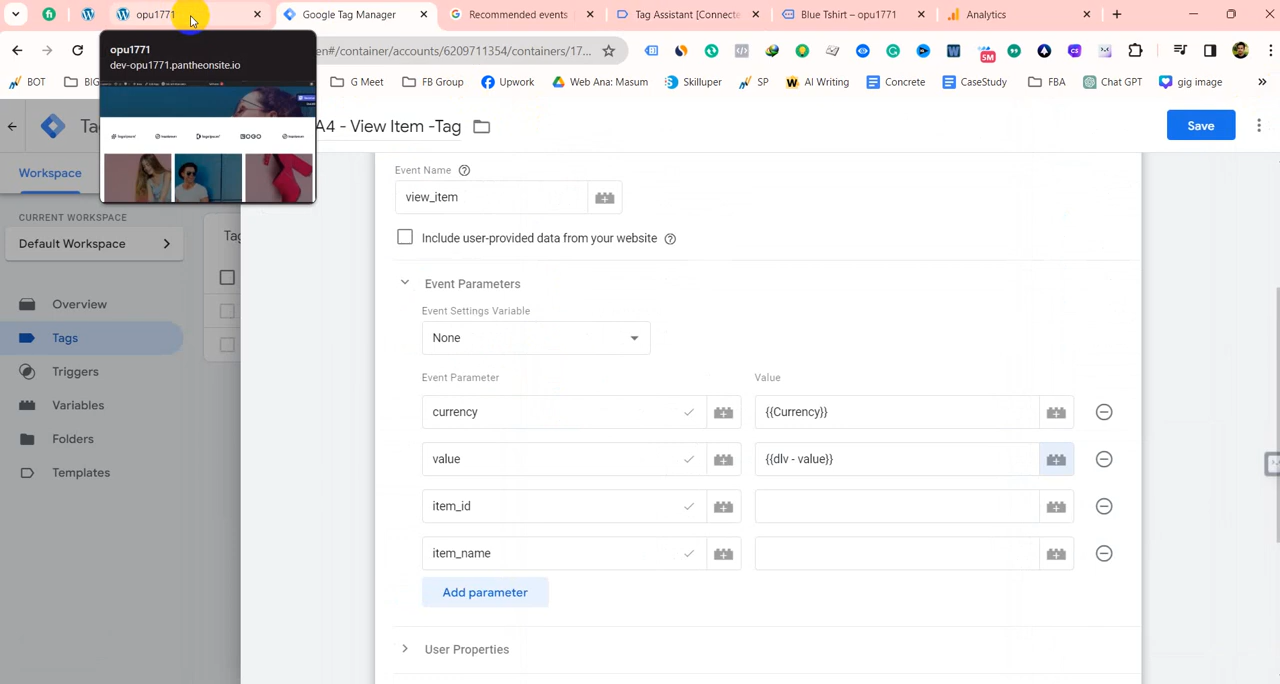 opu1771
Google Tag Manager
Recommended events
Tag Assistant [Connecte
Blue Tshirt – opu1771
Analytics
en#/container/accounts/6209711354/containers/17...
opu1771
dev-opu1771.pantheonsite.io
BOT
BIG
G Meet
FB Group
Upwork
Web Ana: Masum
Skilluper
SP
AI Writing
Concrete
CaseStudy
FBA
Chat GPT
gig image
Ta
A4 - View Item -Tag
Save
Workspace
CURRENT WORKSPACE
Default Workspace
Tag
Overview
Tags
Triggers
Variables
Folders
Templates
Event Name
view_item
Include user-provided data from your website
Event Parameters
Event Settings Variable
None
Event Parameter
Value
currency
{{Currency}}
value
{{dlv - value}}
item_id
item_name
Add parameter
User Properties